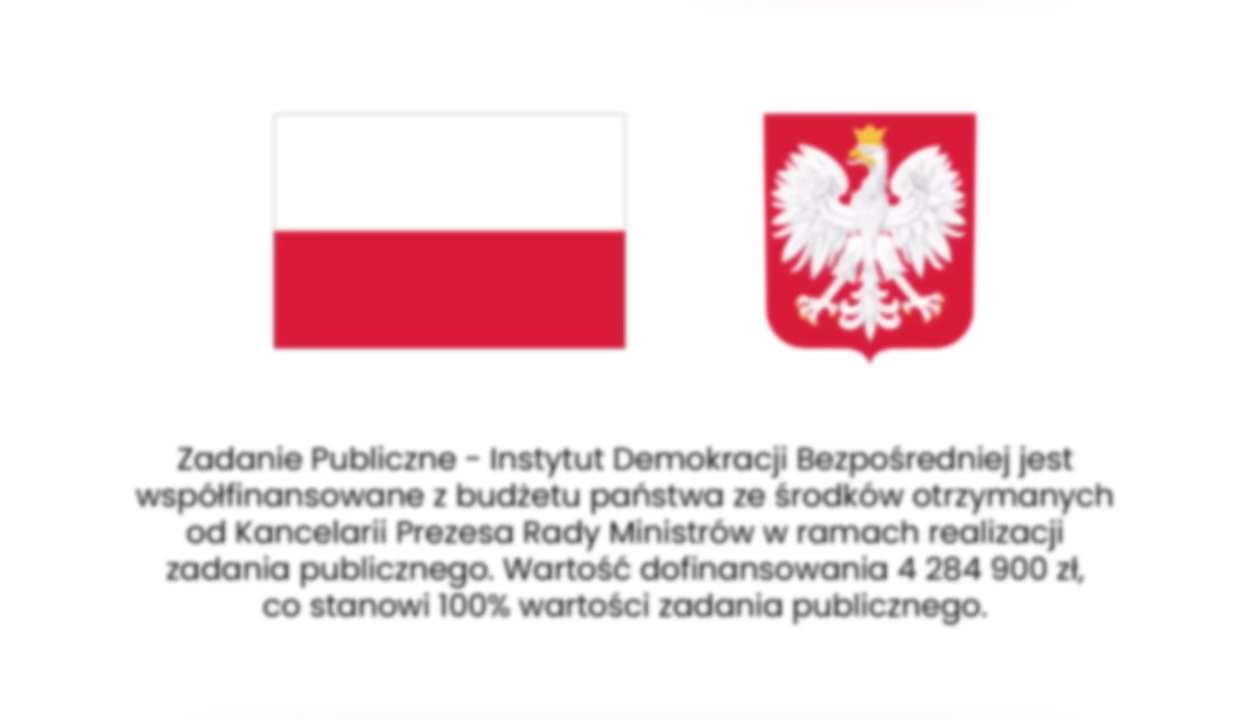 Zadanie Publiczne - Instytut Demokracji Bezpośredniej jest
współfinansowane z budżetu państwa ze środków otrzymanych
od Kancelarii Prezesa Rady Ministrów w ramach realizacji
zadania publicznego. Wartość dofinansowania 4 284 900 zł,
co stanowi 100% wartości zadania publicznego.